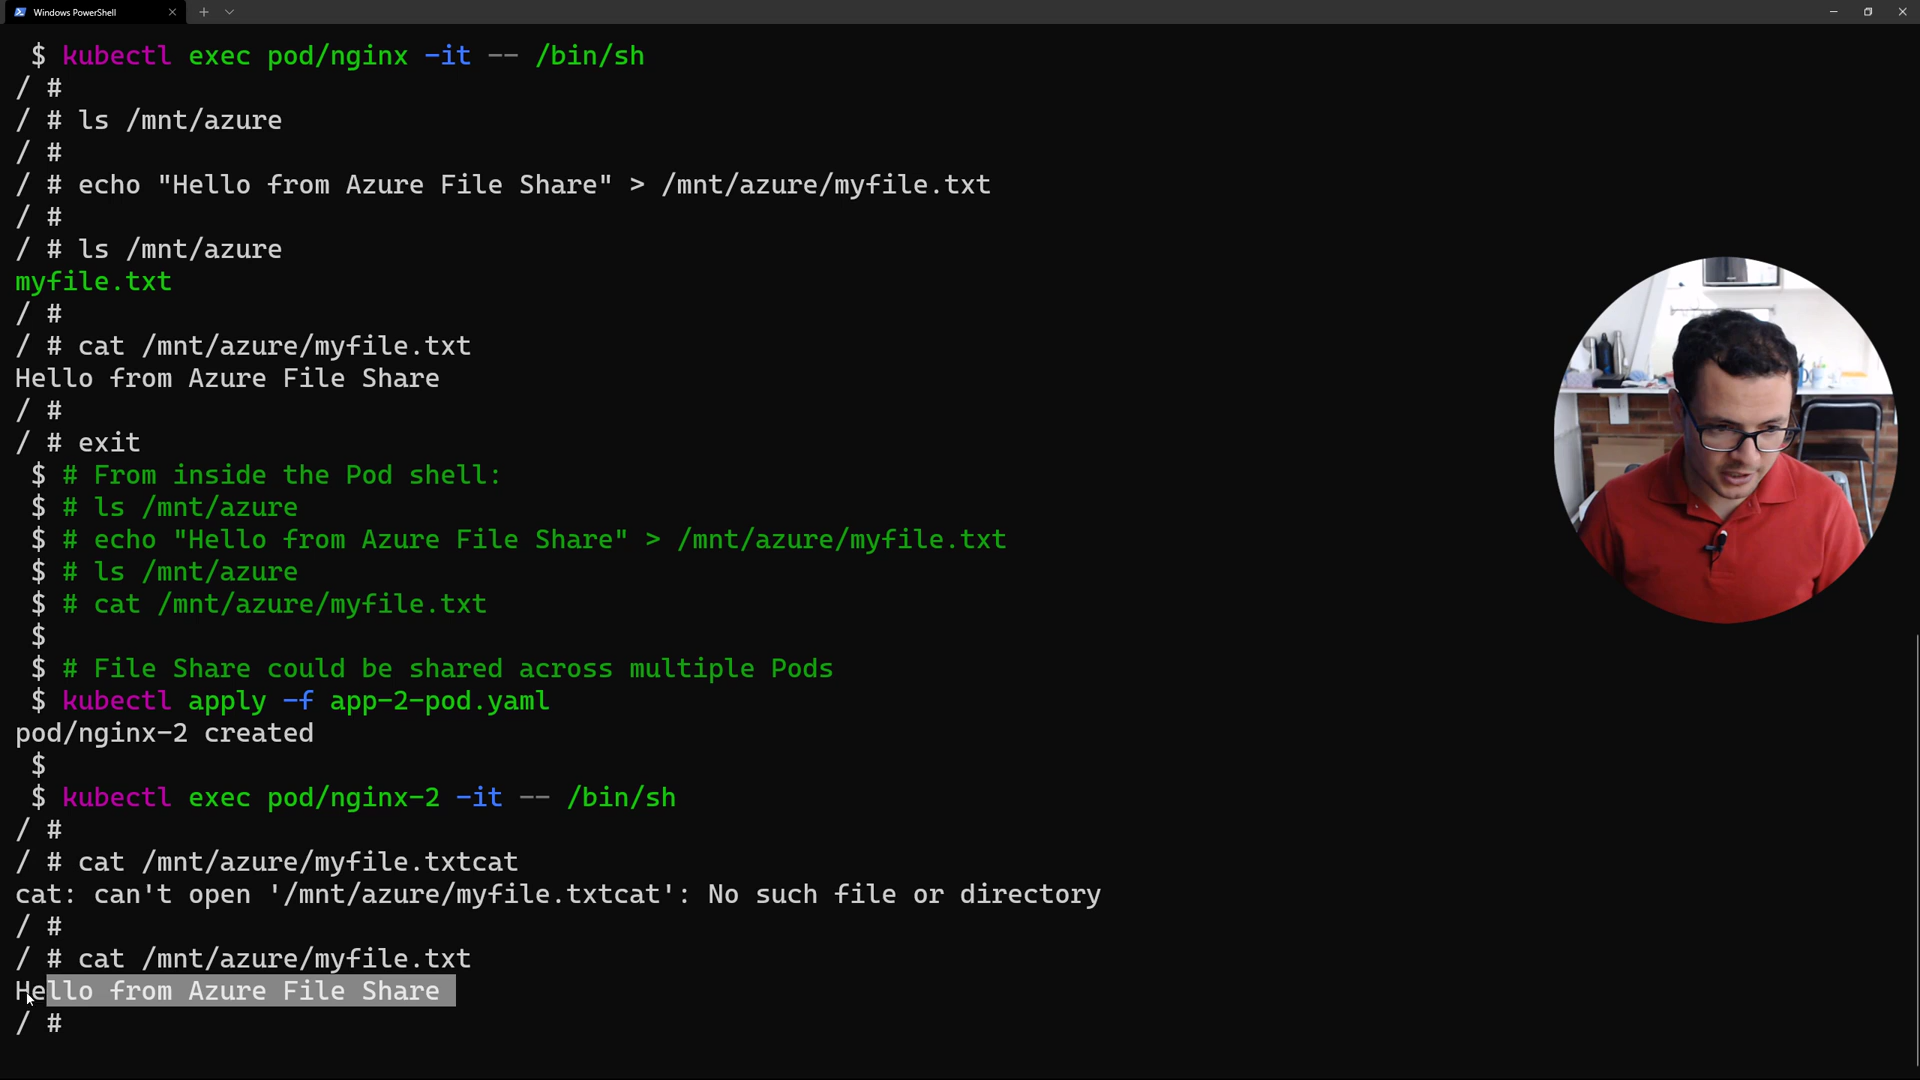 Windows PowerShell
$ kubectl exec pod/nginx -it -- /bin/sh
/ #
/ # ls /mnt/azure
/ #
/ # echo "Hello from Azure File Share" > /mnt/azure/myfile.txt
/ #
/ # ls /mnt/azure
myfile.txt
/ #
/ # cat /mnt/azure/myfile.txt
Hello from Azure File Share
/ #
/ # exit
$ # From inside the Pod shell:
$ # ls /mnt/azure
$ # echo "Hello from Azure File Share" > /mnt/azure/myfile.txt
$ # ls /mnt/azure
$ # cat /mnt/azure/myfile.txt
$
$ # File Share could be shared across multiple Pods
$ kubectl apply -f app-2-pod.yaml
pod/nginx-2 created
$
$ kubectl exec pod/nginx-2 -it -- /bin/sh
/ #
/ # cat /mnt/azure/myfile.txtcat
cat: can't open '/mnt/azure/myfile.txtcat': No such file or directory
/ #
/ # cat /mnt/azure/myfile.txt
Hello from Azure File Share
/ #